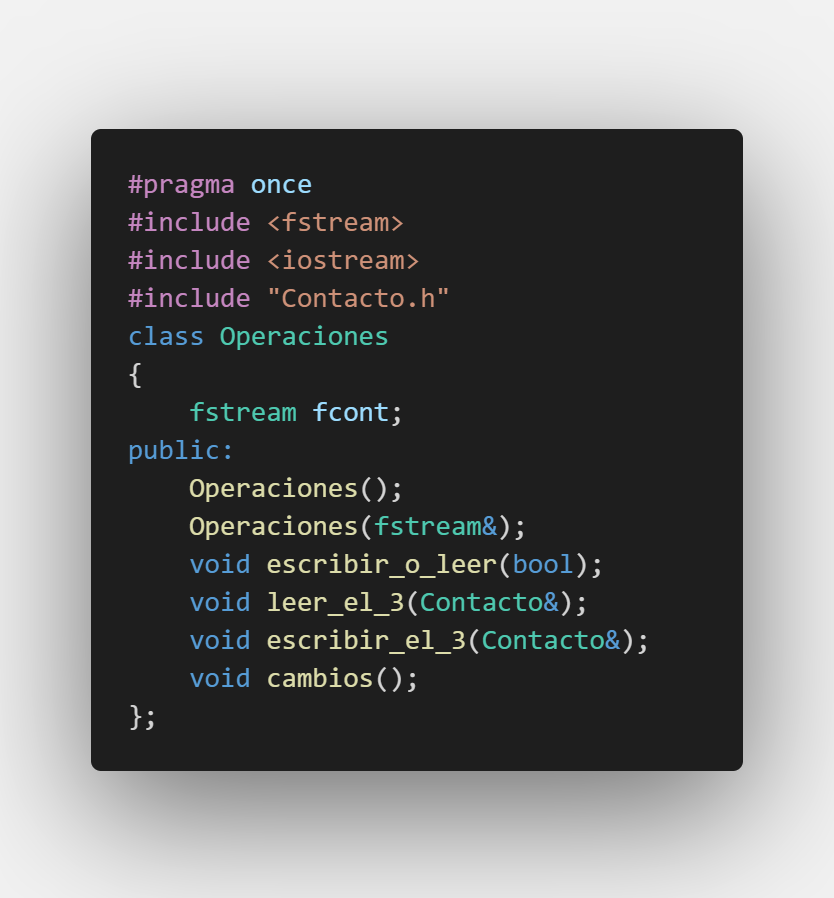 #pragma once
#include <fstream>
#include <iostream>
#include "Contacto.h"
class Operaciones
{
    fstream fcont;
public:
    Operaciones();
    Operaciones(fstream&);
    void escribir_o_leer(bool);
    void leer_el_3(Contacto&);
    void escribir_el_3(Contacto&);
    void cambios();
};